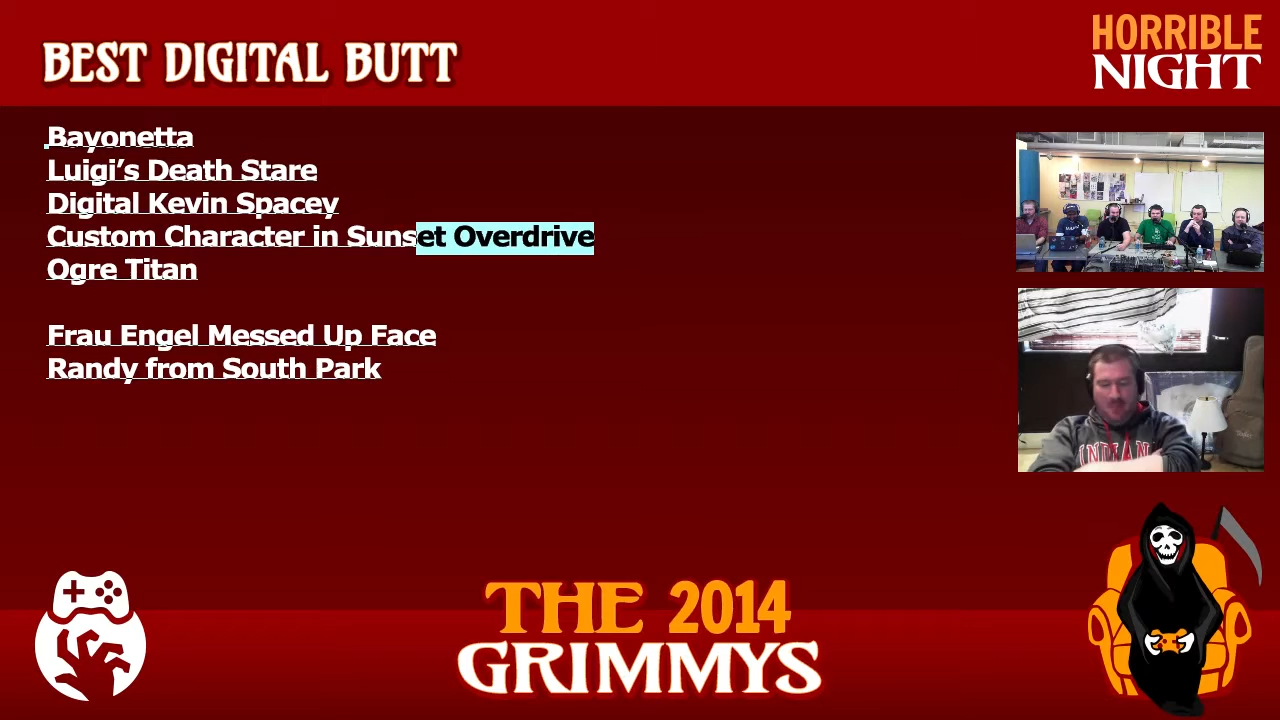 BEST DIGITAL BUTT
HORRIBLE
NIGHT
Bayonetta
Luigi's Death Stare
Digital Kevin Spacey
Custom Character in Sunset Overdrive
Ogre Titan
Frau Engel Messed Up Face
Randy from South Park
INDIANA
THE 2014
GRIMMYS